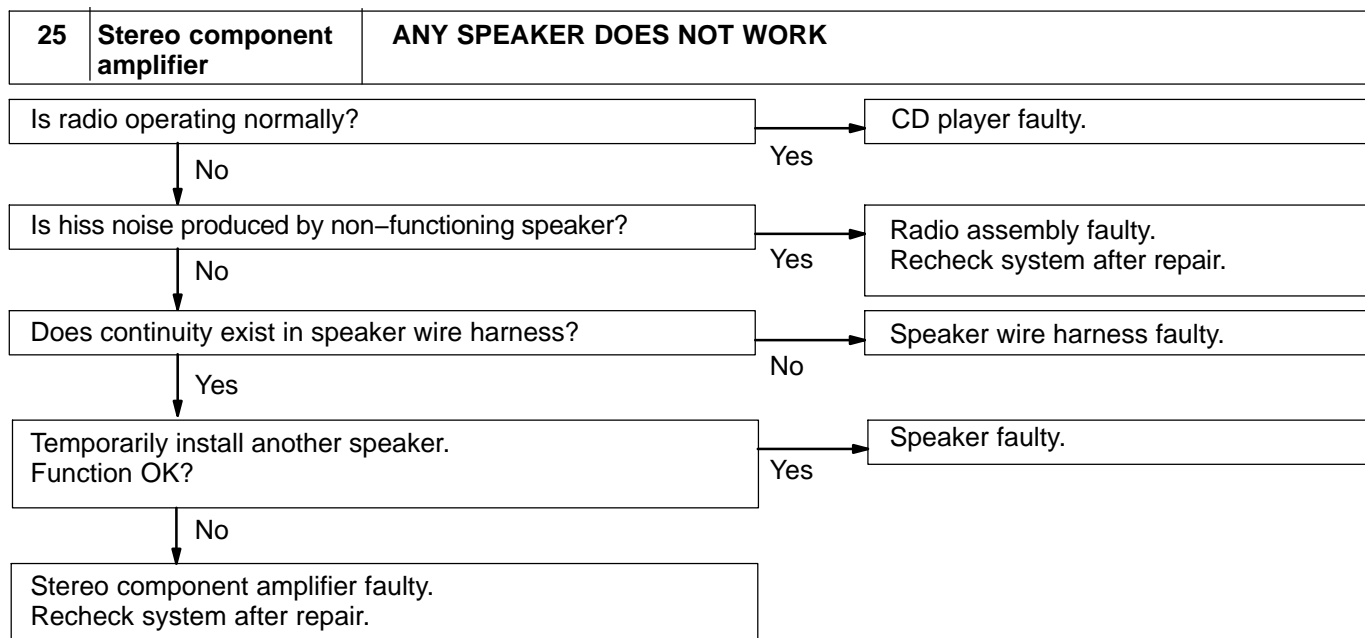 25
Stereo component
amplifier
ANY SPEAKER DOES NOT WORK
Is radio operating normally?
Yes
CD player faulty.
No
Is hiss noise produced by non−functioning speaker?
Yes
Radio assembly faulty.
Recheck system after repair.
No
Does continuity exist in speaker wire harness?
No
Speaker wire harness faulty.
Yes
Temporarily install another speaker.
Function OK?
Yes
Speaker faulty.
No
Stereo component amplifier faulty.
Recheck system after repair.